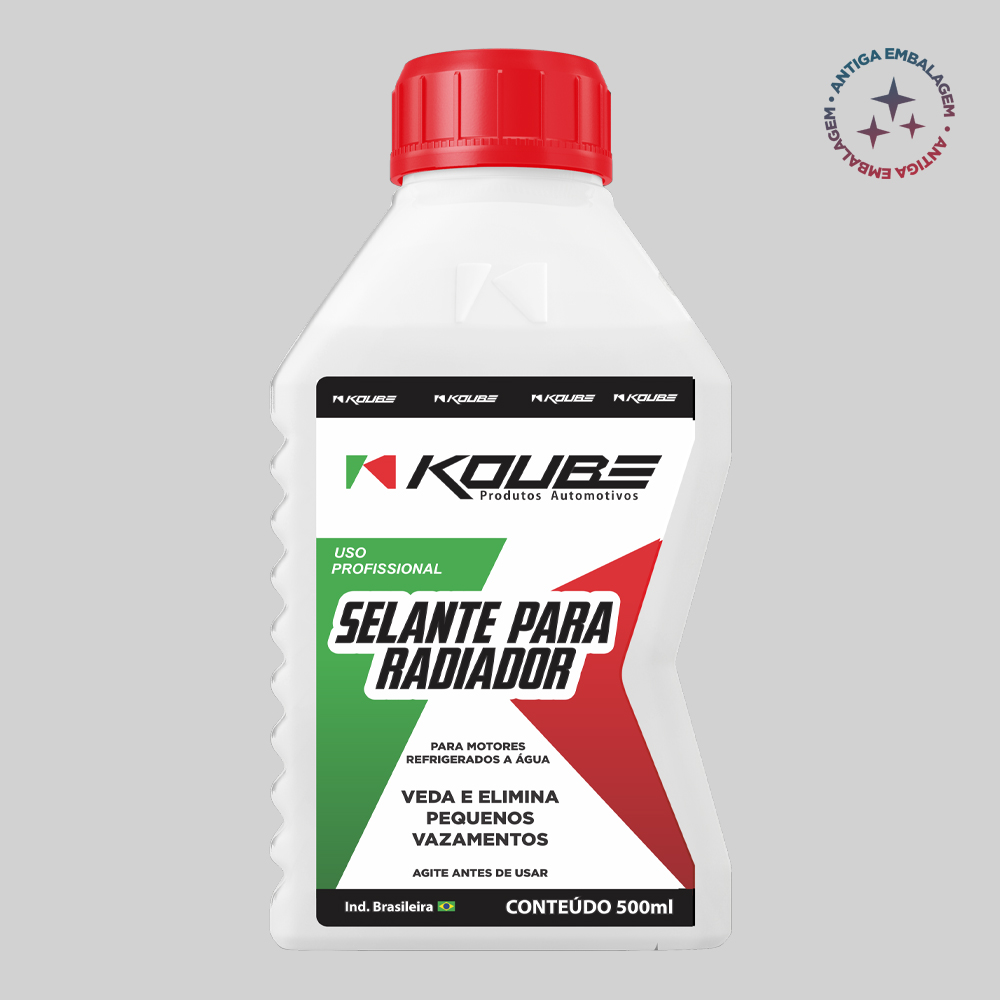 • ANTIGA EMBALAGEM • ANTIGA EMBALAGEM
KOUBE KOUBE KOUBE KOUBE
KOUBE
Produtos Automotivos
USO
PROFISSIONAL
SELANTE PARA
RADIADOR
PARA MOTORES
REFRIGERADOS A ÁGUA
VEDA E ELIMINA
PEQUENOS
VAZAMENTOS
AGITE ANTES DE USAR
Ind. Brasileira CONTEÚDO 500ml